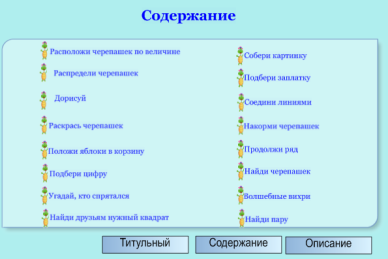 Содержание
Расположи черепашек по величине
Распредели черепашек
Дорисуй
Раскрась черепашек
Положи яблоки в корзину
Подбери цифру
Угадай, кто спрятался
Найди друзьям нужный квадрат
Собери картинку
Подбери заплатку
Соедини линиями
Накорми черепашек
Продолжи ряд
Найди черепашек
Волшебные вихри
Найди пару
Титульный
Содержание
Описание